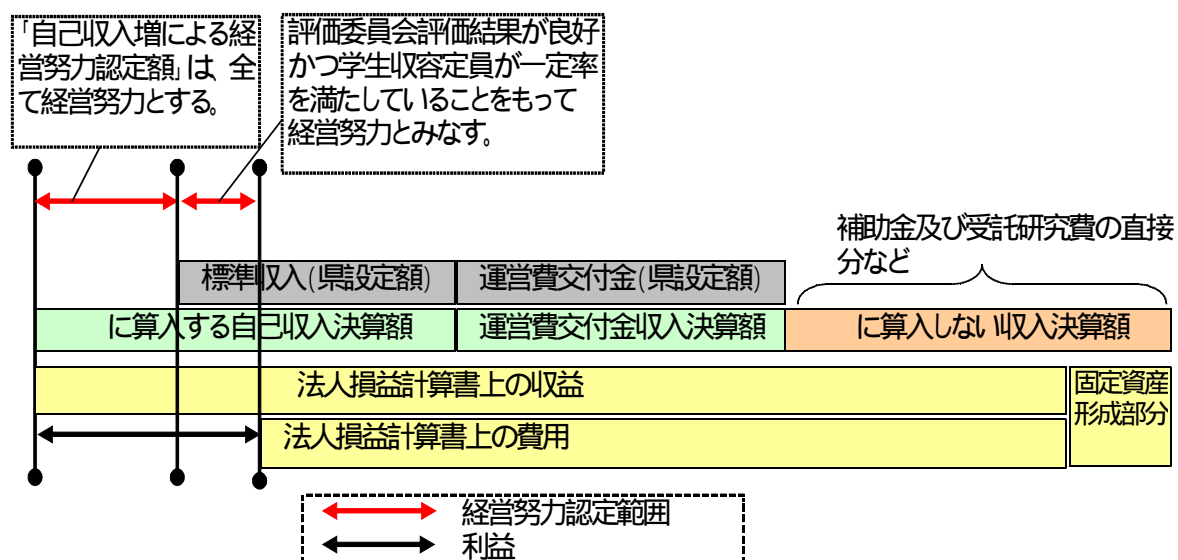 「自己収入増による経
営努力認定額」は、全
て経営努力とする。
評価委員会評価結果が良好
かつ学生収容定員が一定率
を満たしていることをもって
経営努力とみなす。
補助金及び受託研究費の直接
分など
標準収入(県設定額)
運営費交付金(県設定額)
に算入する自己収入決算額
運営費交付金収入決算額
に算入しない収入決算額
法人損益計算書上の収益
固定資産
形成部分
法人損益計算書上の費用
経営努力認定範囲
利益